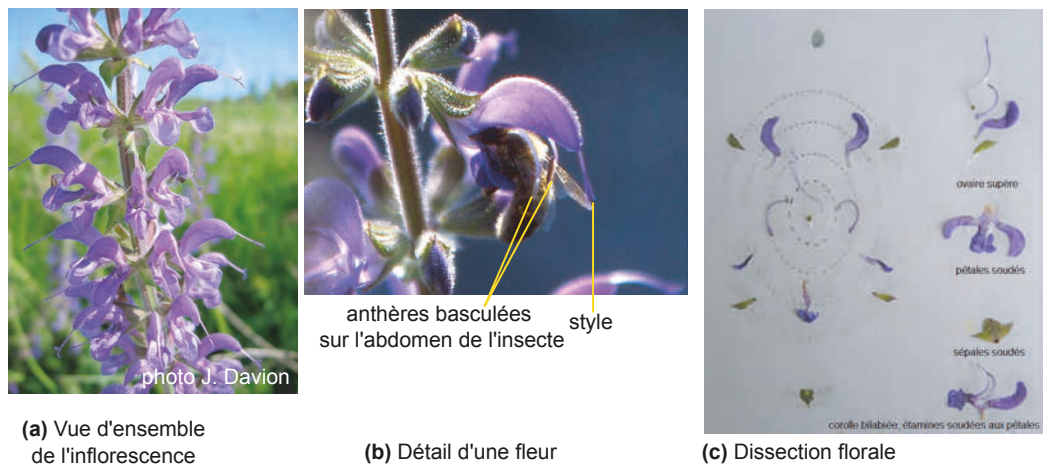 photo J. Davion
anthères basculées
sur l'abdomen de l'insecte
style
ovaire supère
pétales soudés
sépales soudés
corolle bilabiée, étamines soudées aux pétales
(a) Vue d'ensemble
de l'inflorescence
(b) Détail d'une fleur
(c) Dissection florale